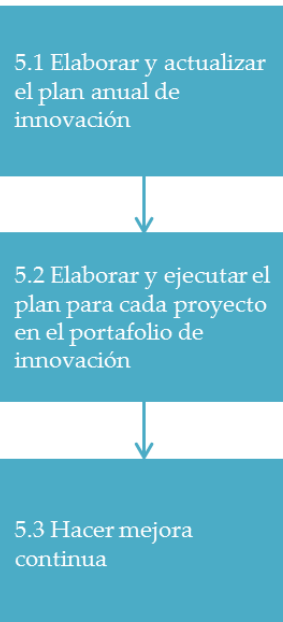 5.1 Elaborar y actualizar
el plan anual de
innovación
5.2 Elaborar y ejecutar el
plan para cada proyecto
en el portafolio de
innovación
5.3 Hacer mejora
continua